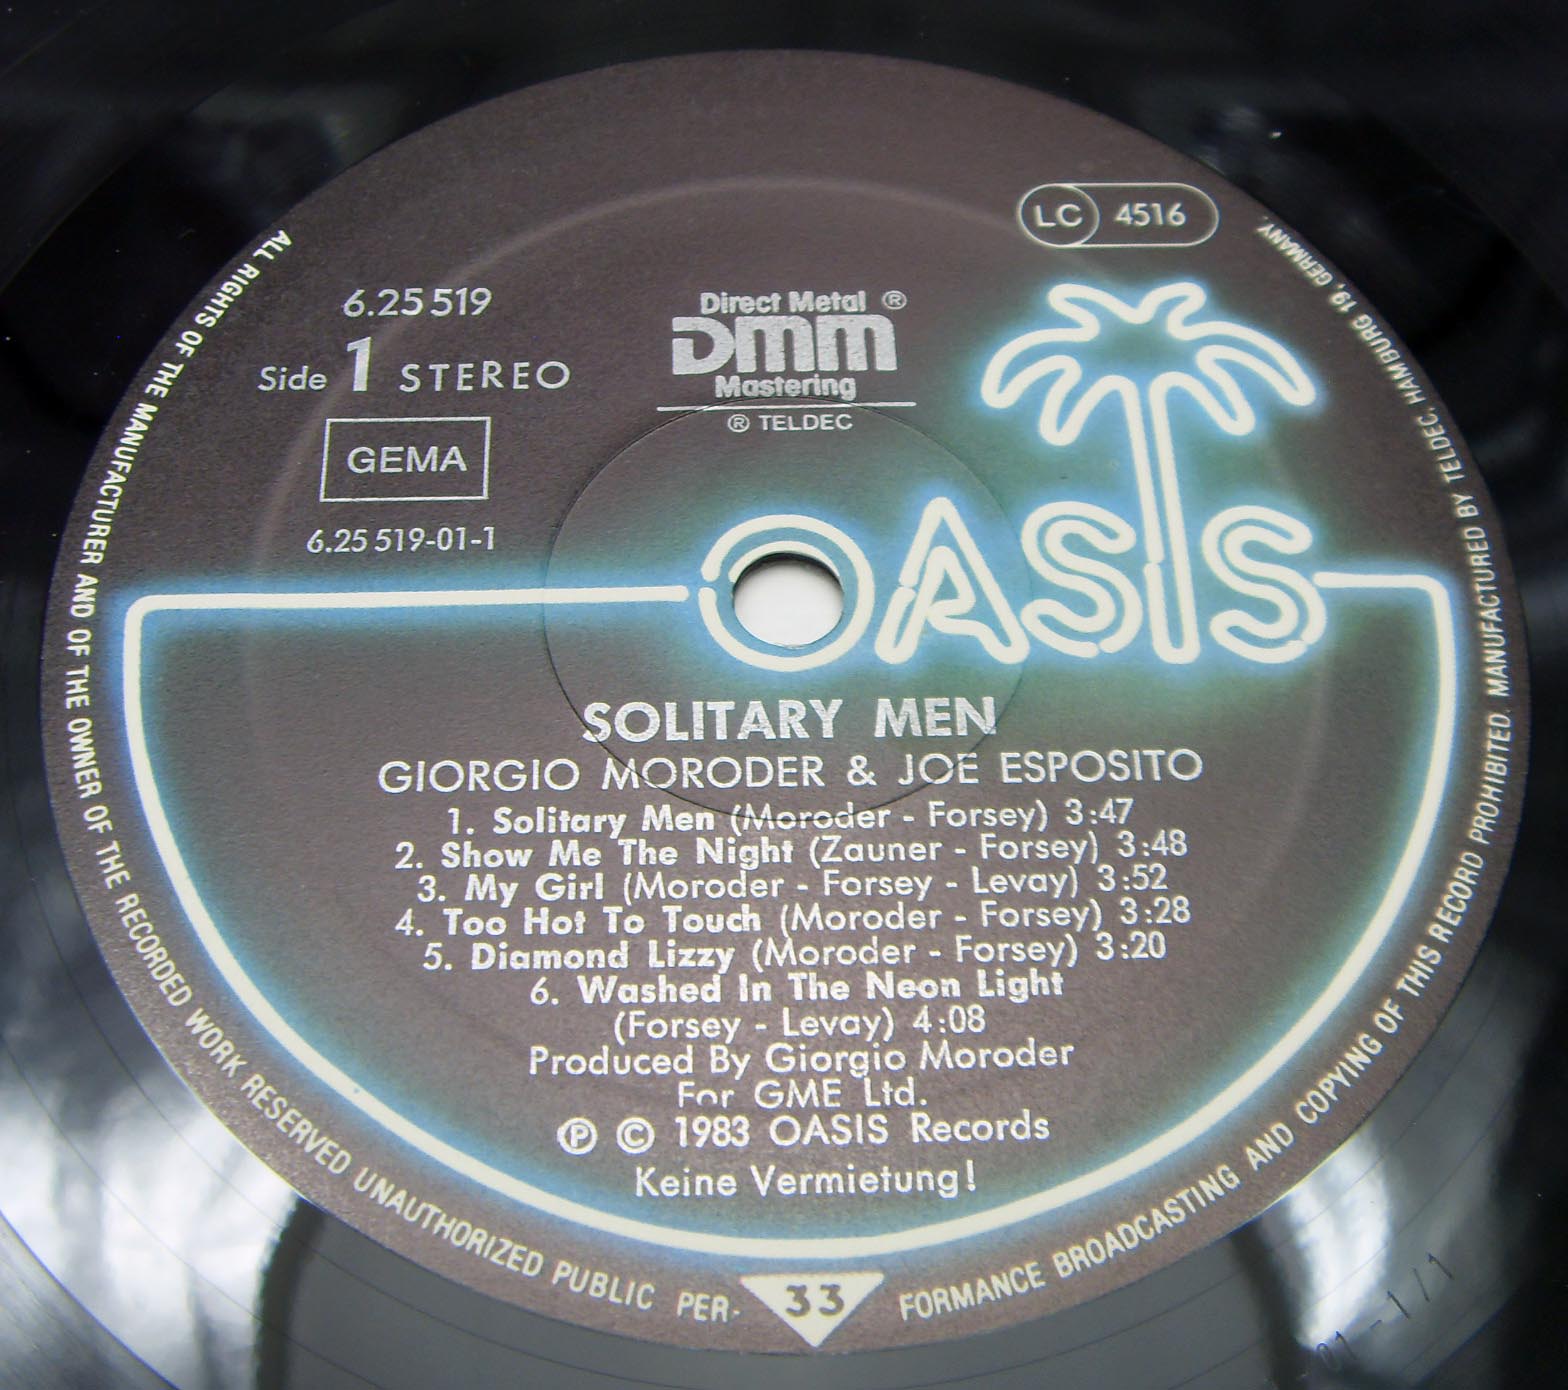 LC 4516
6.25 519
Side 1 STEREO
GEMA
6.25 519-01-1
Direct Metal ®
DMM
Mastering
® TELDEC
OASIS
SOLITARY MEN
GIORGIO MORODER & JOE ESPOSITO
1. Solitary Men (Moroder - Forsey) 3:47
2. Show Me The Night (Zauner - Forsey) 3:48
3. My Girl (Moroder - Forsey - Levay) 3:52
4. Too Hot To Touch (Moroder - Forsey) 3:28
5. Diamond Lizzy (Moroder - Forsey) 3:20
6. Washed In The Neon Light
(Forsey - Levay) 4:08
Produced By Giorgio Moroder
For GME Ltd.
℗ © 1983 OASIS Records
Keine Vermietung!
33
ALL RIGHTS OF THE MANUFACTURER AND OF THE OWNER OF THE RECORDED WORK RESERVED UNAUTHORIZED PUBLIC PER- FORMANCE BROADCASTING AND COPYING OF THIS RECORD PROHIBITED. MANUFACTURED BY TELDEC, HAMBURG 19, GERMANY
01-1/1